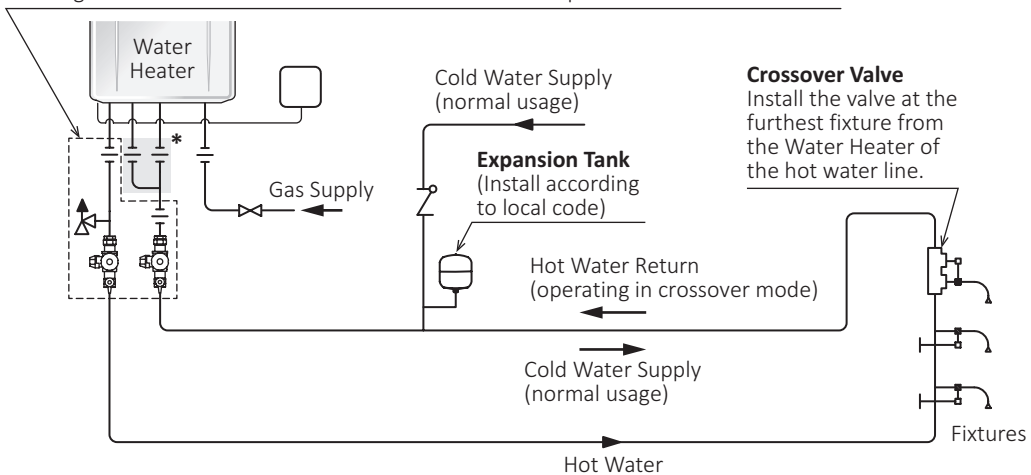 Water
Heater
*
Cold Water Supply
(normal usage)
Crossover Valve
Install the valve at the
furthest fixture from
the Water Heater of
the hot water line.
Expansion Tank
(Install according
to local code)
Gas Supply
Hot Water Return
(operating in crossover mode)
Cold Water Supply
(normal usage)
Fixtures
Hot Water